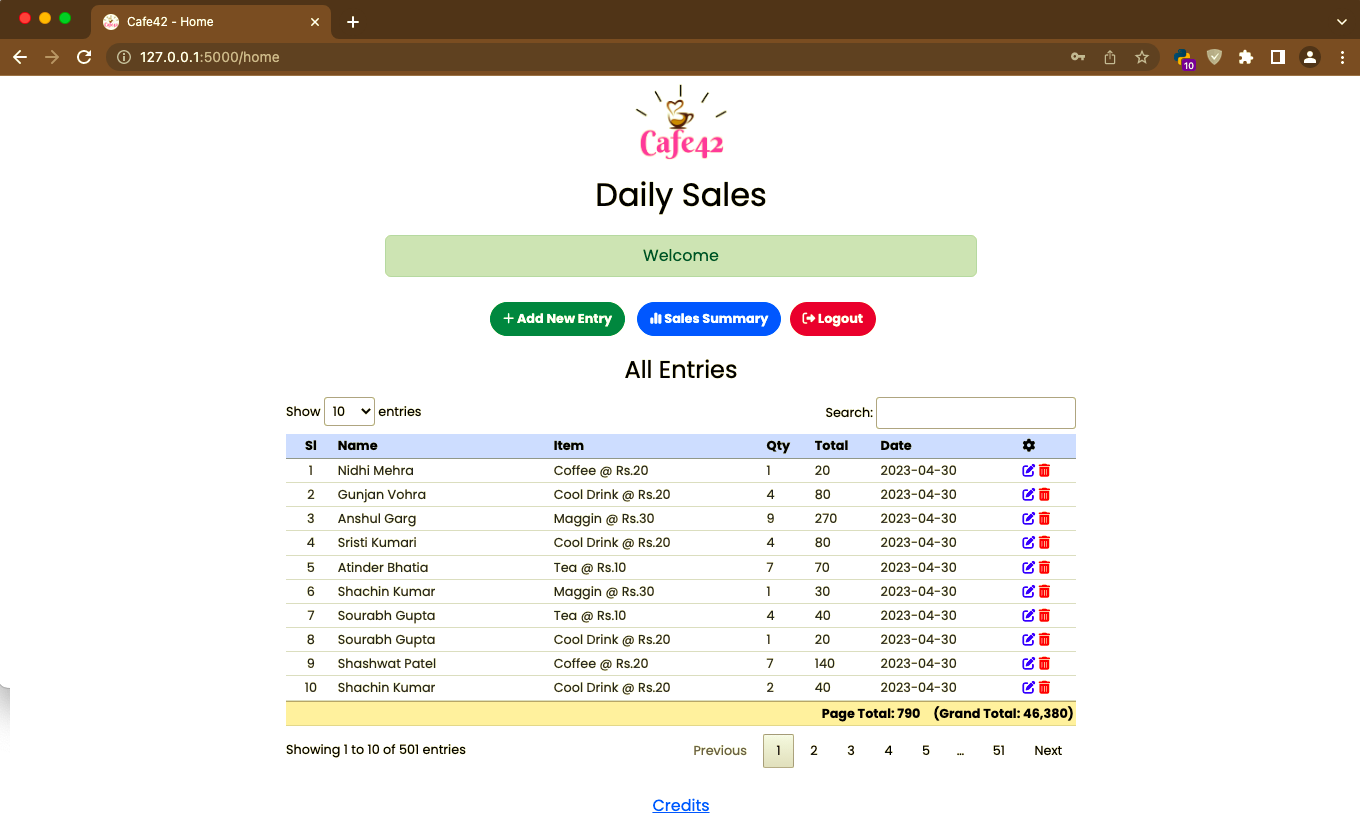 Cafe42 - Home
127.0.0.1:5000/home
10
Cafe42
Daily Sales
Welcome
Add New Entry Sales Summary Logout
All Entries
Show 10 entries Search:
Sl Name Item Qty Total Date
1 Nidhi Mehra Coffee @ Rs.20 1 20 2023-04-30
2 Gunjan Vohra Cool Drink @ Rs.20 4 80 2023-04-30
3 Anshul Garg Maggin @ Rs.30 9 270 2023-04-30
4 Sristi Kumari Cool Drink @ Rs.20 4 80 2023-04-30
5 Atinder Bhatia Tea @ Rs.10 7 70 2023-04-30
6 Shachin Kumar Maggin @ Rs.30 1 30 2023-04-30
7 Sourabh Gupta Tea @ Rs.10 4 40 2023-04-30
8 Sourabh Gupta Cool Drink @ Rs.20 1 20 2023-04-30
9 Shashwat Patel Coffee @ Rs.20 7 140 2023-04-30
10 Shachin Kumar Cool Drink @ Rs.20 2 40 2023-04-30
Page Total: 790 (Grand Total: 46,380)
Showing 1 to 10 of 501 entries Previous 1 2 3 4 5 … 51 Next
Credits